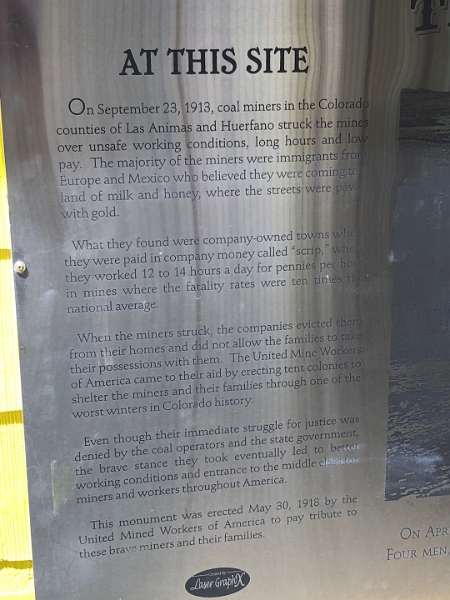 AT THIS SITE
On September 23, 1913, coal miners in the Colorado
counties of Las Animas and Huerfano struck the mines
over unsafe working conditions, long hours and low
pay. The majority of the miners were immigrants from
Europe and Mexico who believed they were coming to
land of milk and honey, where the streets were
with gold.
What they found were company-owned towns
they were paid in company money called "scrip,"
they worked 12 to 14 hours a day for pennies per
in mines where the fatality rates were ten times the
national average.
When the miners struck, the companies evicted them
from their homes and did not allow the families to take
their possessions with them. The United Mine Workers
of America came to their aid by erecting tent colonies to
shelter the miners and their families through one of the
worst winters in Colorado history.
Even though their immediate struggle for justice was
denied by the coal operators and the state government,
the brave stance they took eventually led to better
working conditions and entrance to the middle class for
miners and workers throughout America.
This monument was erected May 30, 1918 by the
United Mined Workers of America to pay tribute to
these brave miners and their families.
Laser GraphX
ON APR
FOUR MEN,